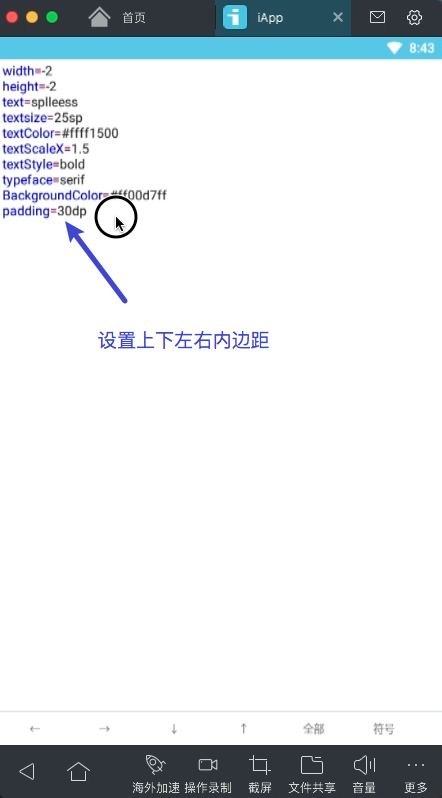 首页
iApp
8:43
width=-2
height=-2
text=splleess
textsize=25sp
textColor=#ffff1500
textScaleX=1.5
textStyle=bold
typeface=serif
BackgroundColor=#ff00d7ff
padding=30dp
设置上下左右内边距
← → ↓ ↑ 全部 符号
海外加速 操作录制 截屏 文件共享 音量 更多